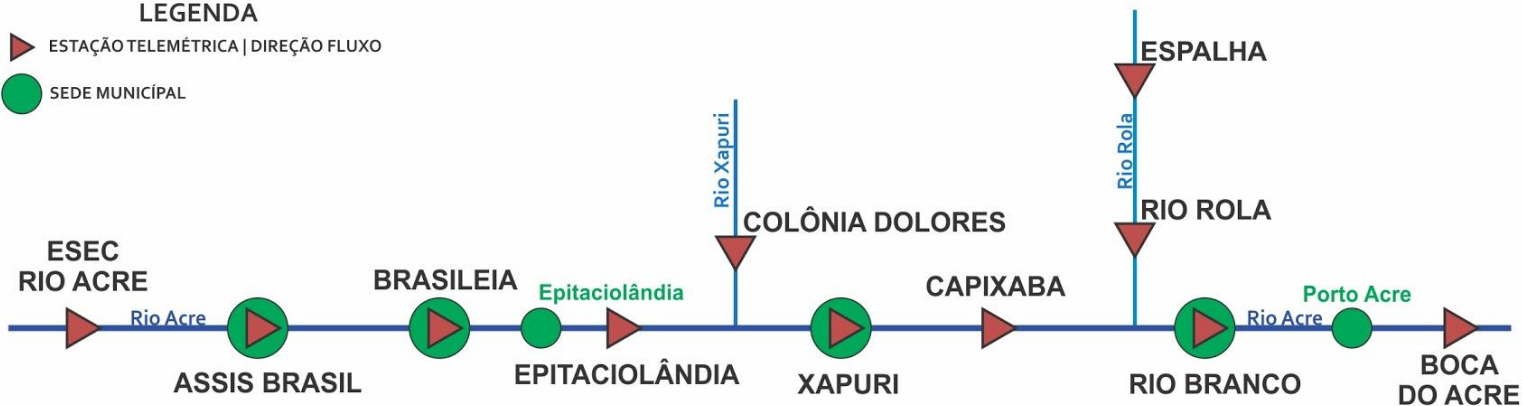 LEGENDA
ESTAÇÃO TELEMÉTRICA | DIREÇÃO FLUXO
SEDE MUNICÍPAL
ESPALHA
Rio Xapuri
Rio Rola
COLÔNIA DOLORES
RIO ROLA
ESEC
RIO ACRE
BRASILEIA
Epitaciolândia
CAPIXABA
Porto Acre
Rio Acre
Rio Acre
ASSIS BRASIL
EPITACIOLÂNDIA
XAPURI
RIO BRANCO
BOCA
DO ACRE